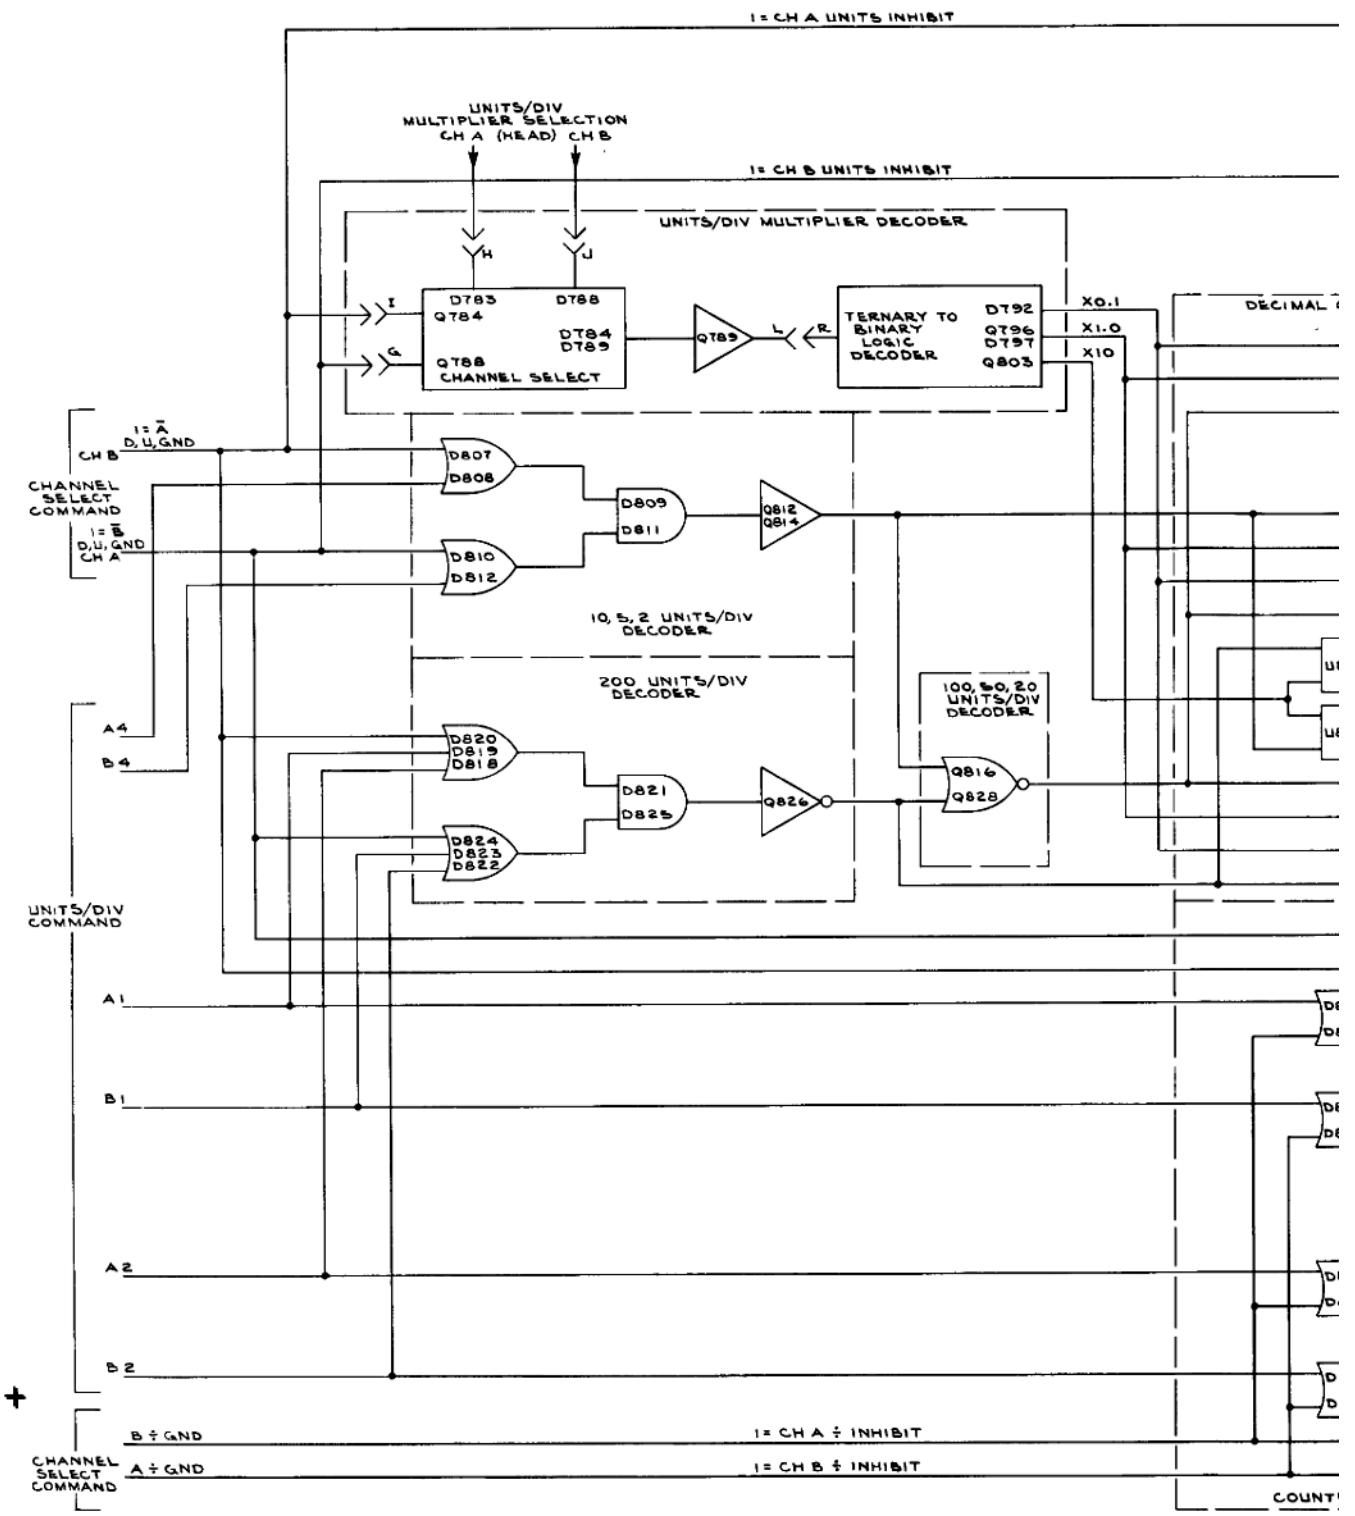 1 = CH A UNITS INHIBIT
UNITS/DIV
MULTIPLIER SELECTION
CH A (HEAD) CH B
1 = CH B UNITS INHIBIT
UNITS/DIV MULTIPLIER DECODER
H
J
I
G
D783
D788
Q784
D784
D789
Q788
CHANNEL SELECT
Q789
L
R
TERNARY TO
BINARY
LOGIC
DECODER
D792
Q796
D797
Q803
X0.1
X1.0
X10
DECIMAL
1 = A̅
D, U, GND
CH B
CHANNEL
SELECT
COMMAND
1 = B̅
D, U, GND
CH A
D807
D808
D809
D811
Q812
Q814
D810
D812
10, 5, 2 UNITS/DIV
DECODER
200 UNITS/DIV
DECODER
100, 50, 20
UNITS/DIV
DECODER
A4
B4
D820
D819
D818
D821
D825
Q826
Q816
Q828
D824
D823
D822
UNITS/DIV
COMMAND
A1
B1
A2
B2
+
B ÷ GND
1 = CH A ÷ INHIBIT
CHANNEL
SELECT
COMMAND
A ÷ GND
1 = CH B ÷ INHIBIT